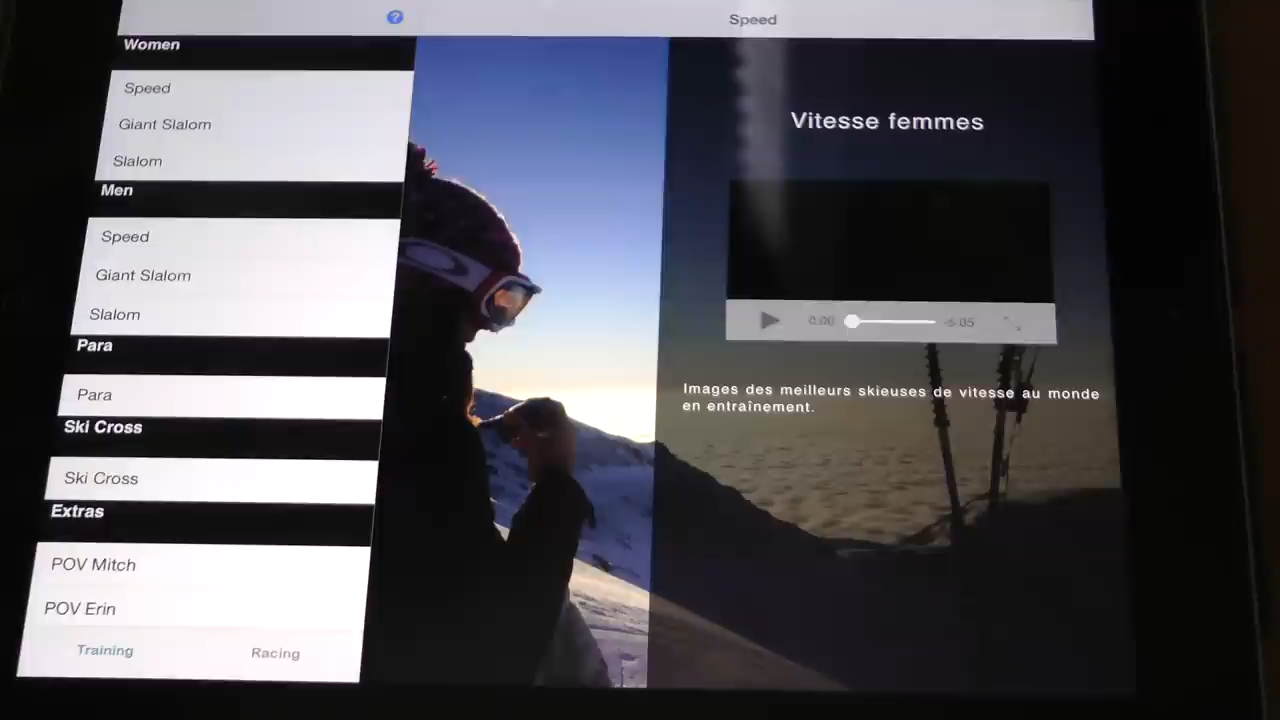 ?
Speed
Women
Speed
Giant Slalom
Slalom
Men
Speed
Giant Slalom
Slalom
Para
Para
Ski Cross
Ski Cross
Extras
POV Mitch
POV Erin
Training
Racing
Vitesse femmes
0:00
-5:05
Images des meilleurs skieuses de vitesse au monde
en entraînement.